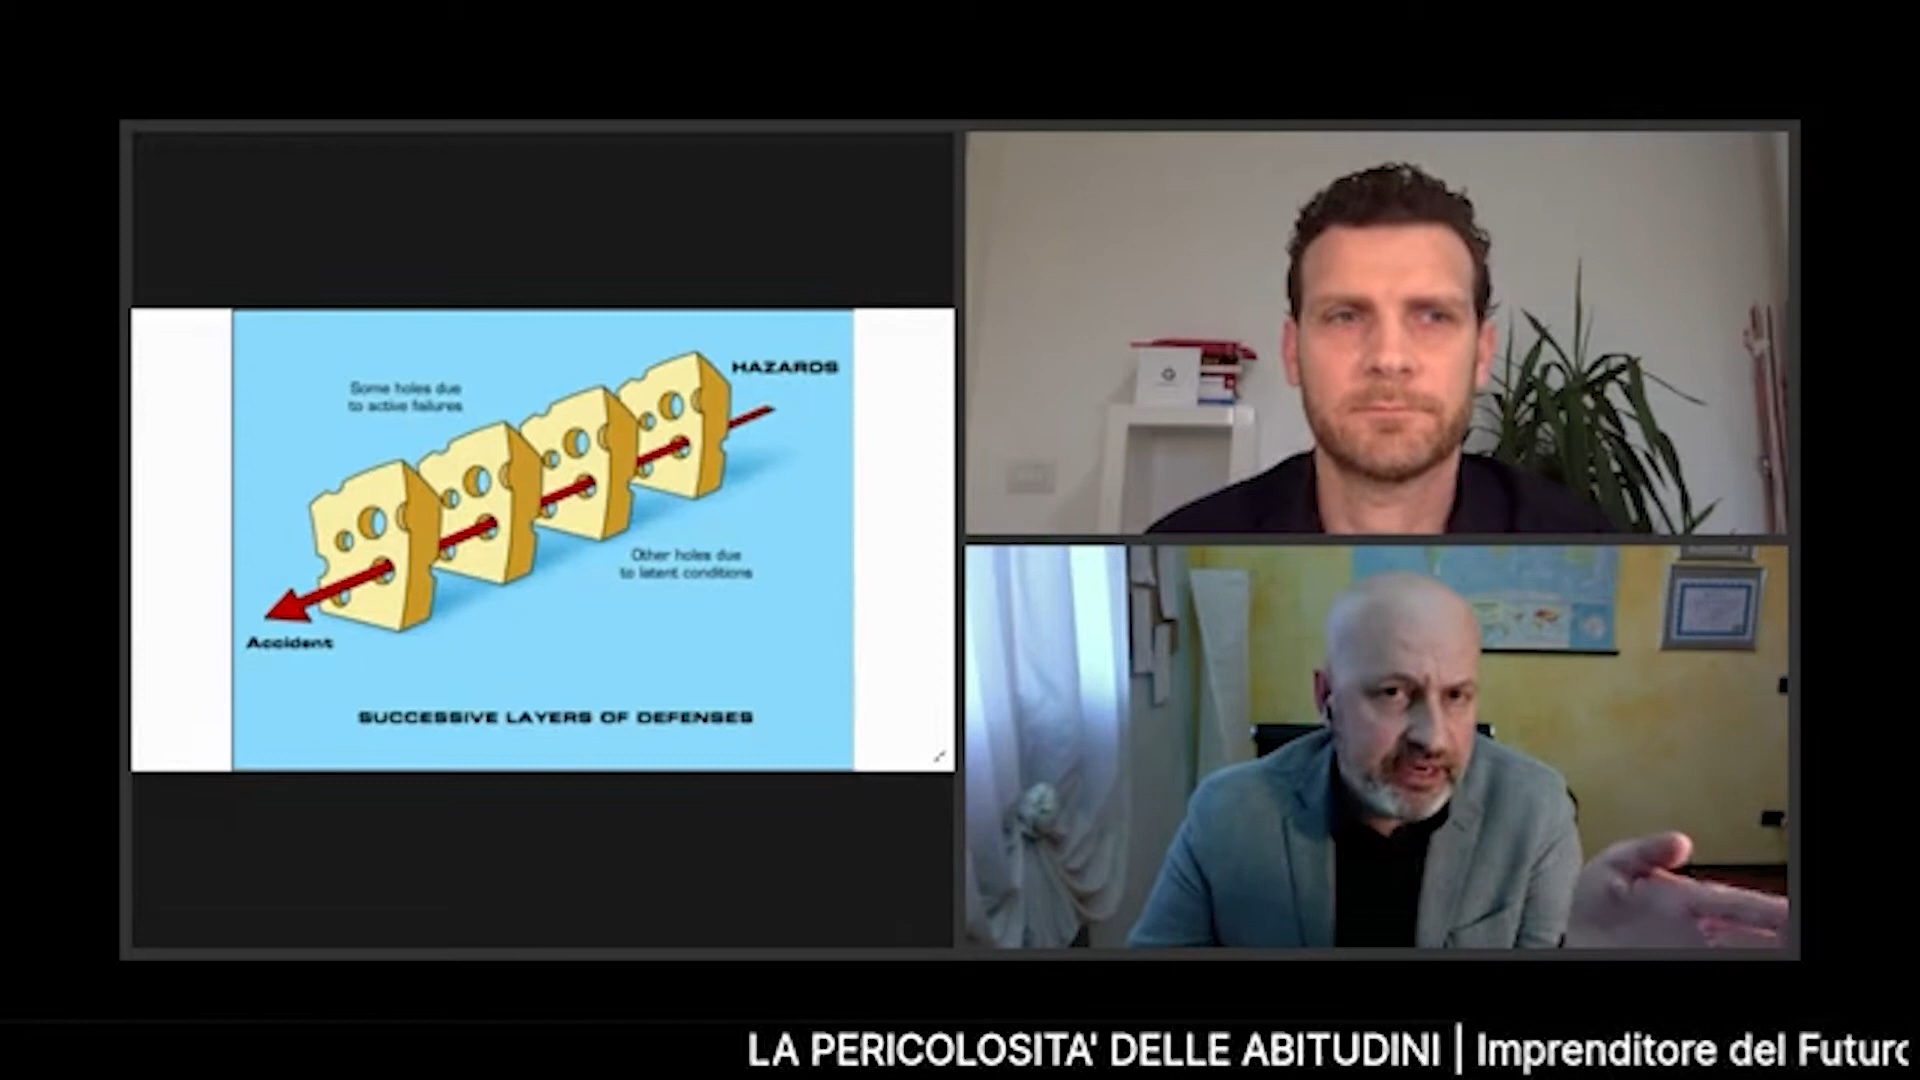 HAZARDS
Some holes due
to active failures
Other holes due
to latent conditions
Accident
SUCCESSIVE LAYERS OF DEFENSES
LA PERICOLOSITA' DELLE ABITUDINI | Imprenditore del Futuro